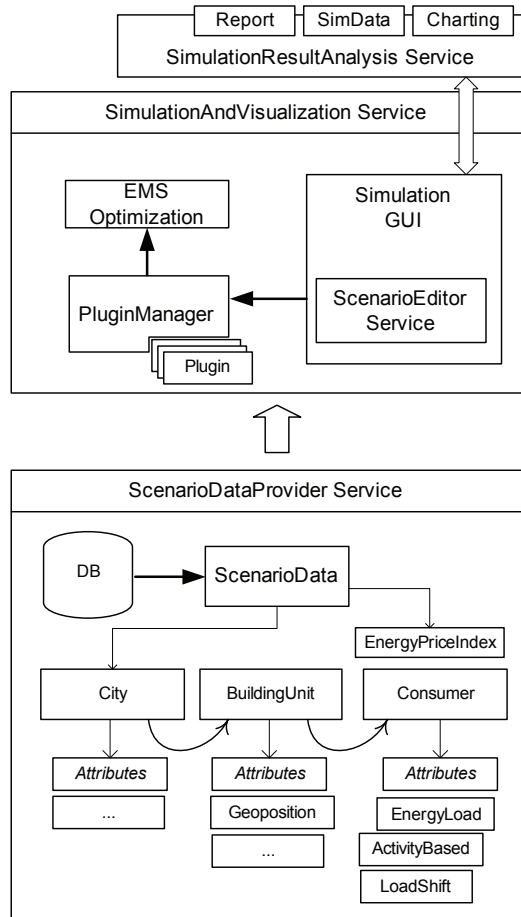 Report SimData Charting
SimulationResultAnalysis Service
SimulationAndVisualization Service
EMS
Optimization
Simulation
GUI
PluginManager
ScenarioEditor
Service
Plugin
ScenarioDataProvider Service
DB
ScenarioData
EnergyPriceIndex
City
BuildingUnit
Consumer
Attributes
Attributes
Attributes
...
Geoposition
EnergyLoad
...
ActivityBased
LoadShift